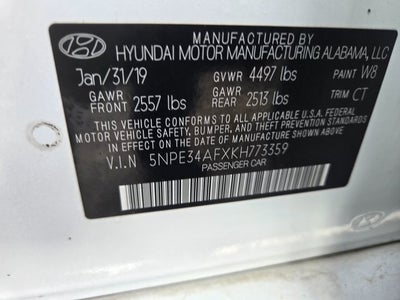 MANUFACTURED BY
HYUNDAI MOTOR MANUFACTURING ALABAMA, LLC
Jan/31/19 GVWR 4497 lbs PAINT W8
GAWR FRONT 2557 lbs GAWR REAR 2513 lbs TRIM CT
THIS VEHICLE CONFORMS TO ALL APPLICABLE U.S. FEDERAL
MOTOR VEHICLE SAFETY, BUMPER, AND THEFT PREVENTION STANDARDS
IN EFFECT ON THE DATE OF MANUFACTURE SHOWN ABOVE.
V.I.N 5NPE34AFXKH773359
PASSENGER CAR